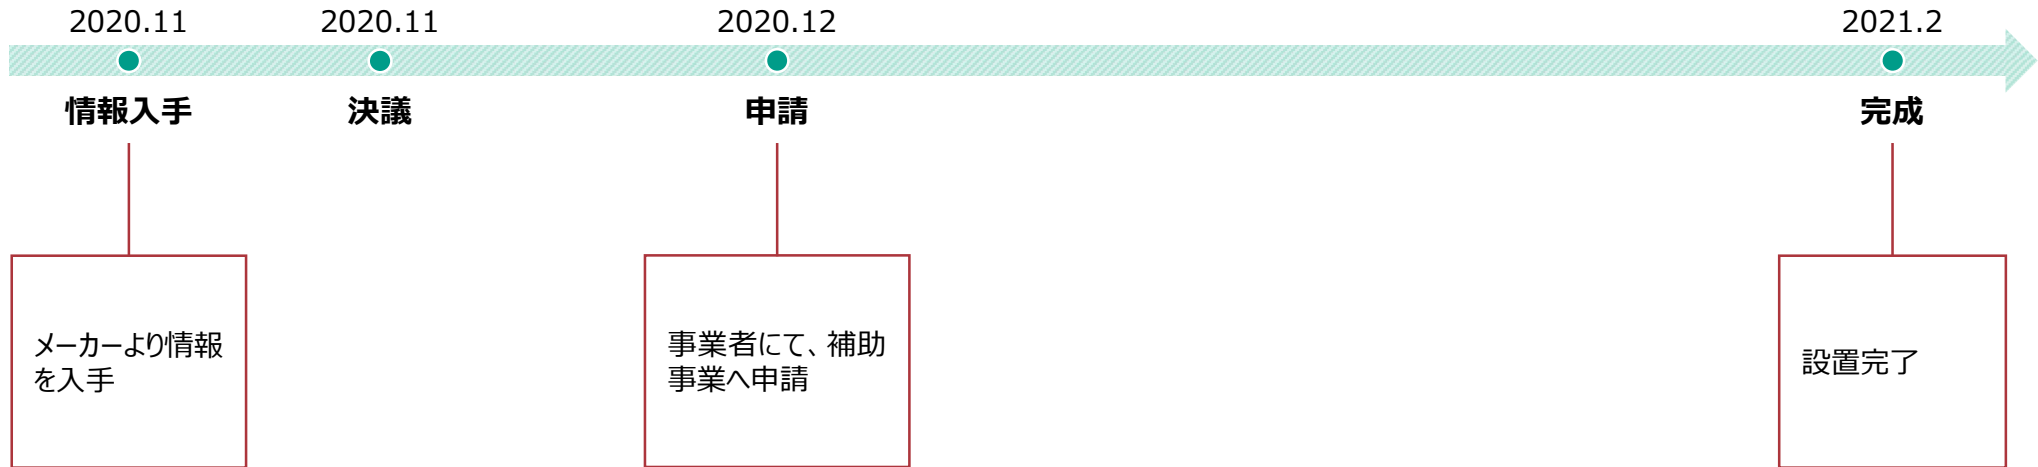 2020.11
2020.11
2020.12
2021.2
情報入手
決議
申請
完成
メーカーより情報
を入手
事業者にて、補助
事業へ申請
設置完了